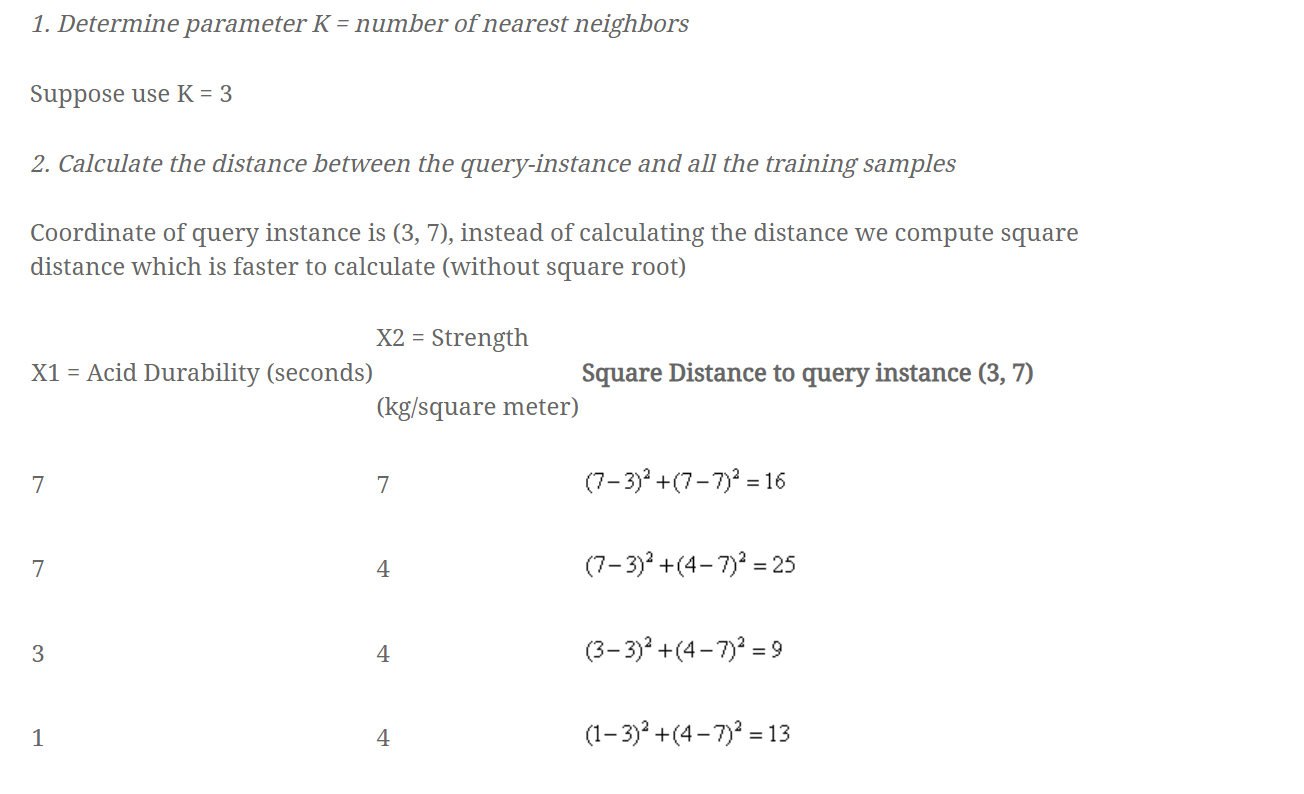 1. Determine parameter K = number of nearest neighbors
Suppose use K = 3
2. Calculate the distance between the query-instance and all the training samples
Coordinate of query instance is (3, 7), instead of calculating the distance we compute square
distance which is faster to calculate (without square root)
X2 = Strength
X1 = Acid Durability (seconds) Square Distance to query instance (3, 7)
(kg/square meter)
7 7 (7−3)² +(7−7)² = 16
7 4 (7−3)² +(4−7)² = 25
3 4 (3−3)² +(4−7)² = 9
1 4 (1−3)² +(4−7)² = 13